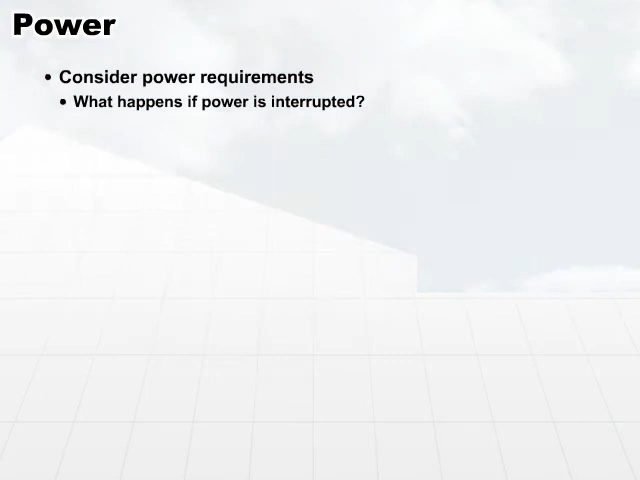 Power
• Consider power requirements
• What happens if power is interrupted?